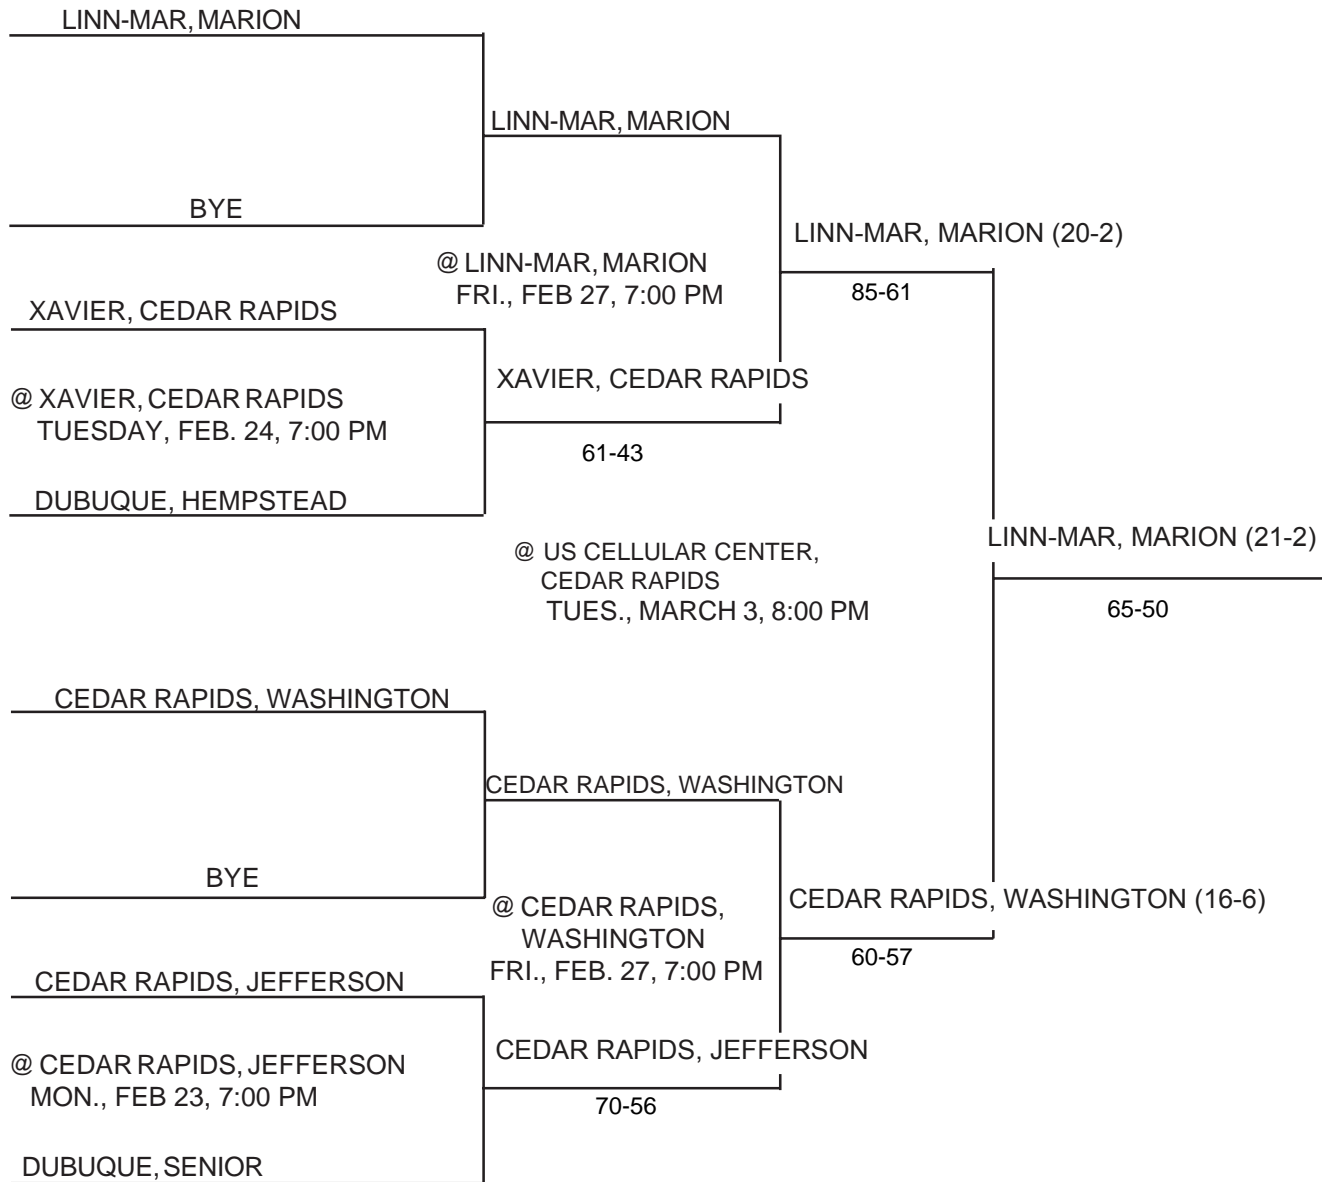 LINN-MAR, MARION
LINN-MAR, MARION
BYE
LINN-MAR, MARION (20-2)
@ LINN-MAR, MARION
FRI., FEB 27, 7:00 PM
85-61
XAVIER, CEDAR RAPIDS
XAVIER, CEDAR RAPIDS
@ XAVIER, CEDAR RAPIDS
TUESDAY, FEB. 24, 7:00 PM
61-43
DUBUQUE, HEMPSTEAD
LINN-MAR, MARION (21-2)
@ US CELLULAR CENTER,
CEDAR RAPIDS
TUES., MARCH 3, 8:00 PM
65-50
CEDAR RAPIDS, WASHINGTON
CEDAR RAPIDS, WASHINGTON
BYE
CEDAR RAPIDS, WASHINGTON (16-6)
@ CEDAR RAPIDS,
WASHINGTON
FRI., FEB. 27, 7:00 PM
60-57
CEDAR RAPIDS, JEFFERSON
CEDAR RAPIDS, JEFFERSON
@ CEDAR RAPIDS, JEFFERSON
MON., FEB 23, 7:00 PM
70-56
DUBUQUE, SENIOR